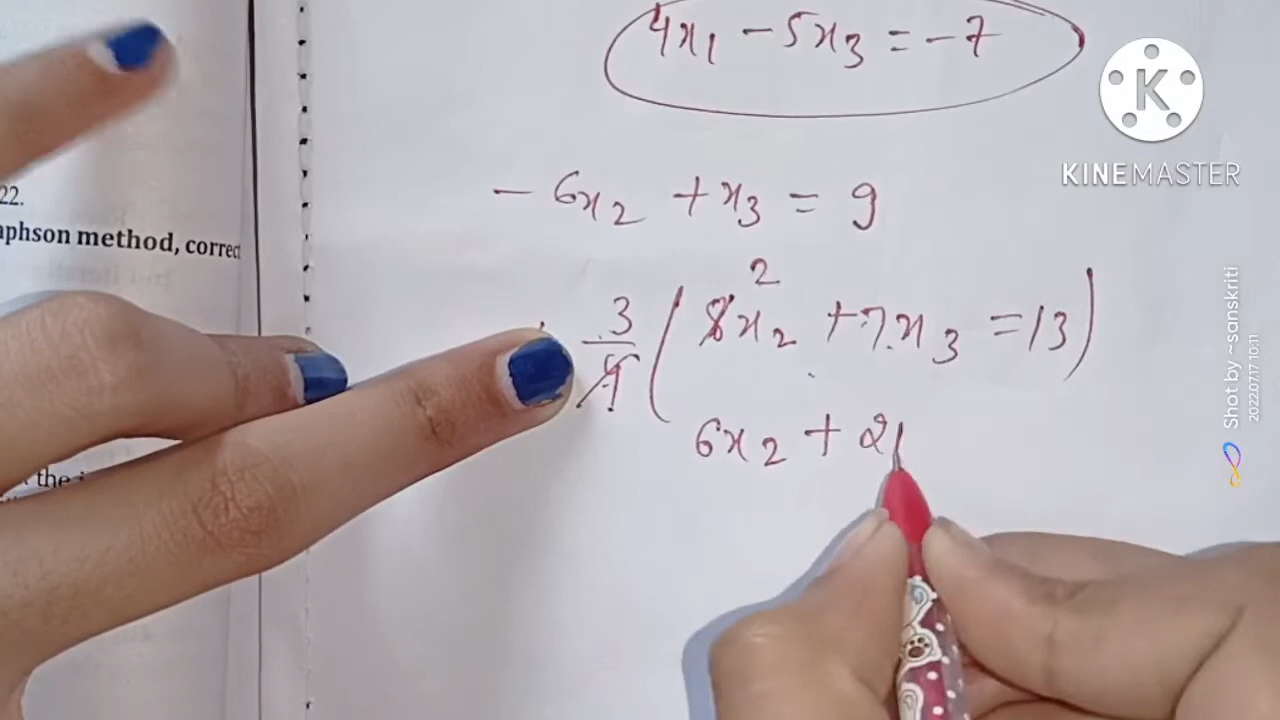 4x₁ - 5x₃ = -7
KINEMASTER
22.
aphson method, correct
- 6x₂ + x₃ = 9
2
3/4 ( 8x₂ + 7x₃ = 13 )
6x₂ + 21
the
Shot by ~sanskriti
2022.07.17 10:11